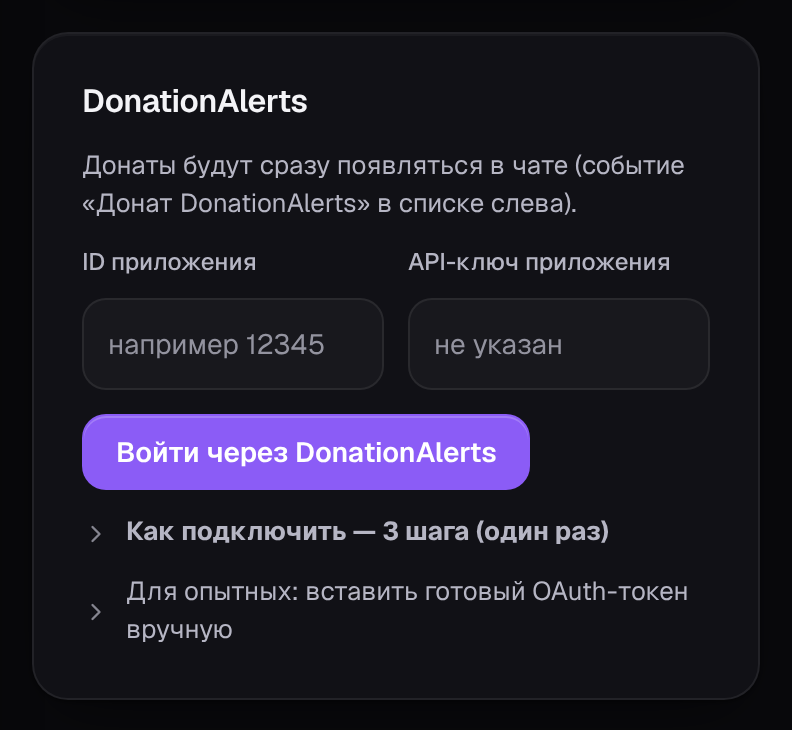 DonationAlerts
Донаты будут сразу появляться в чате (событие
«Донат DonationAlerts» в списке слева).
ID приложения
API-ключ приложения
например 12345
не указан
Войти через DonationAlerts
Как подключить — 3 шага (один раз)
Для опытных: вставить готовый OAuth-токен
вручную